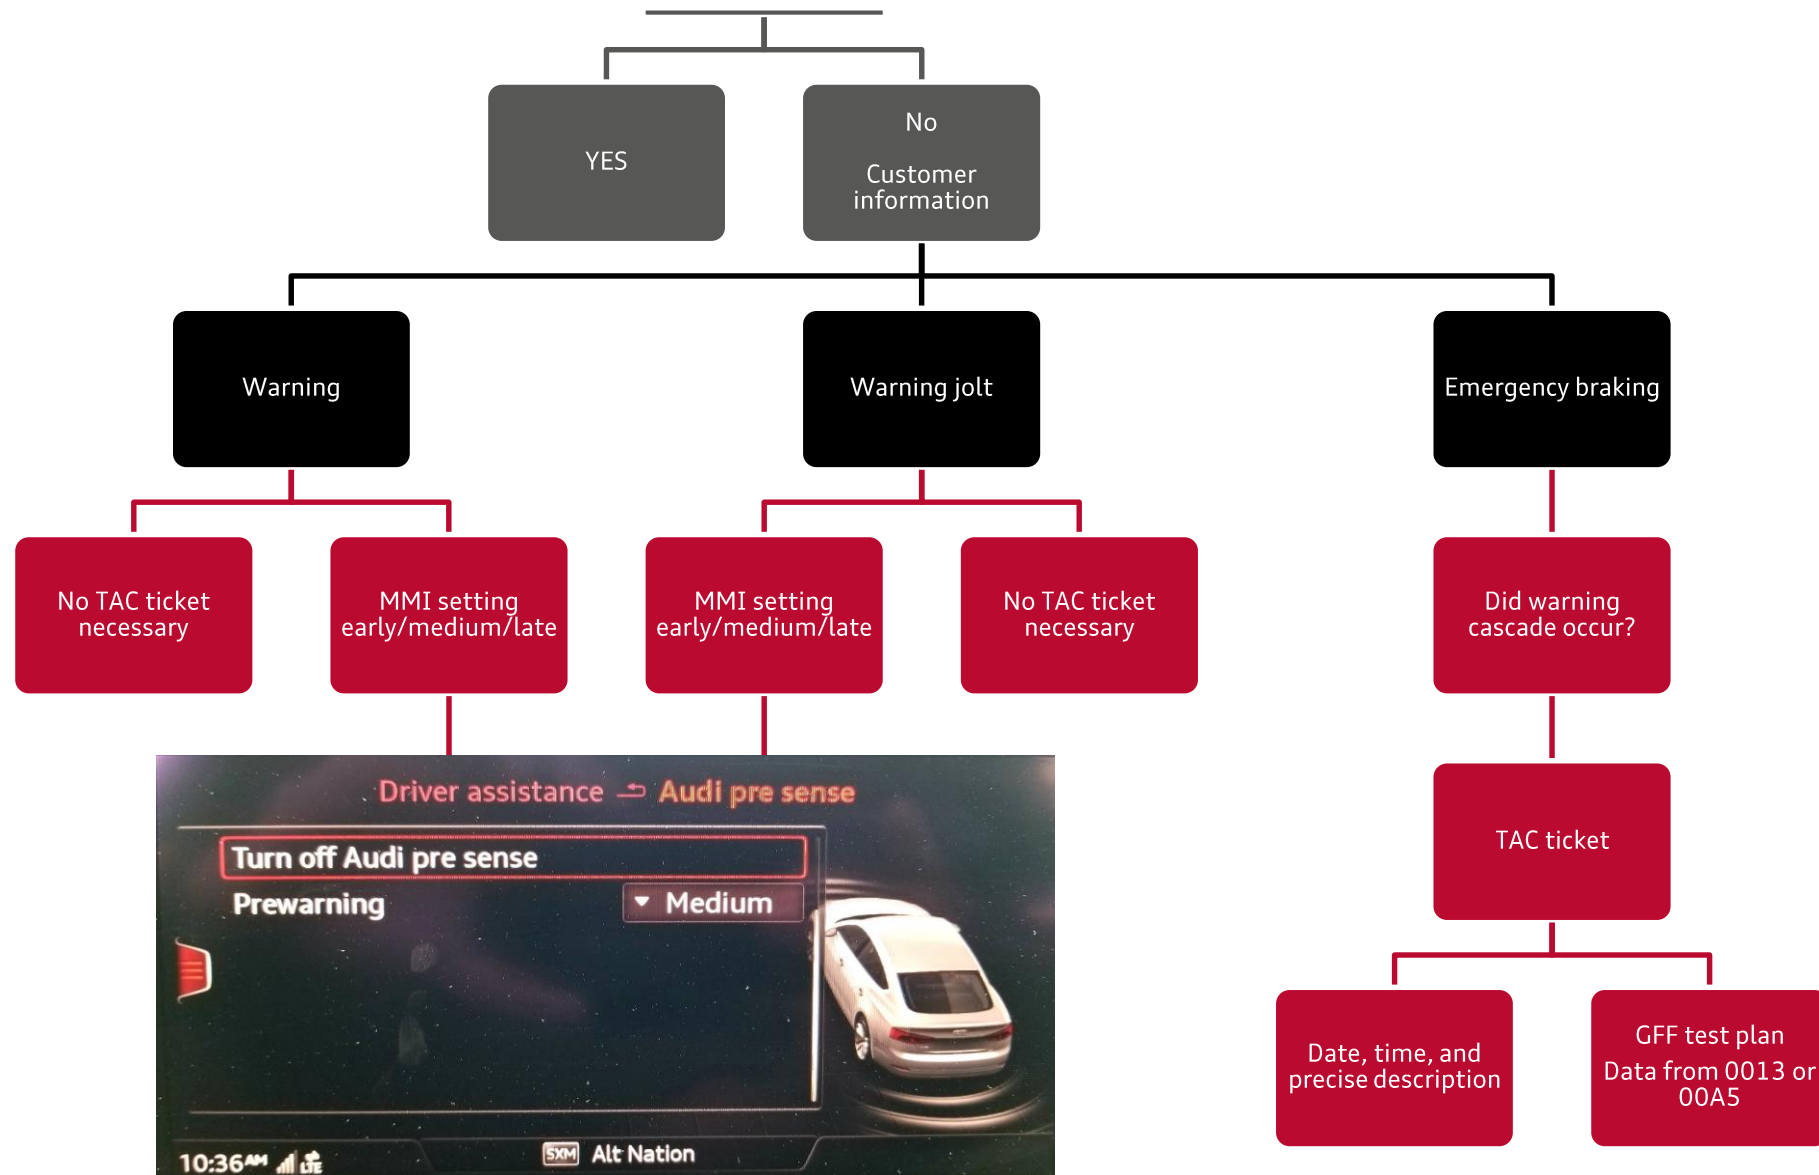 YES
No
Customer
information
Warning
Warning jolt
Emergency braking
No TAC ticket
necessary
MMI setting
early/medium/late
MMI setting
early/medium/late
No TAC ticket
necessary
Did warning
cascade occur?
Driver assistance Audi pre sense
Turn off Audi pre sense
Prewarning Medium
10:36AM LTE
SXM Alt Nation
TAC ticket
Date, time, and
precise description
GFF test plan
Data from 0013 or
00A5